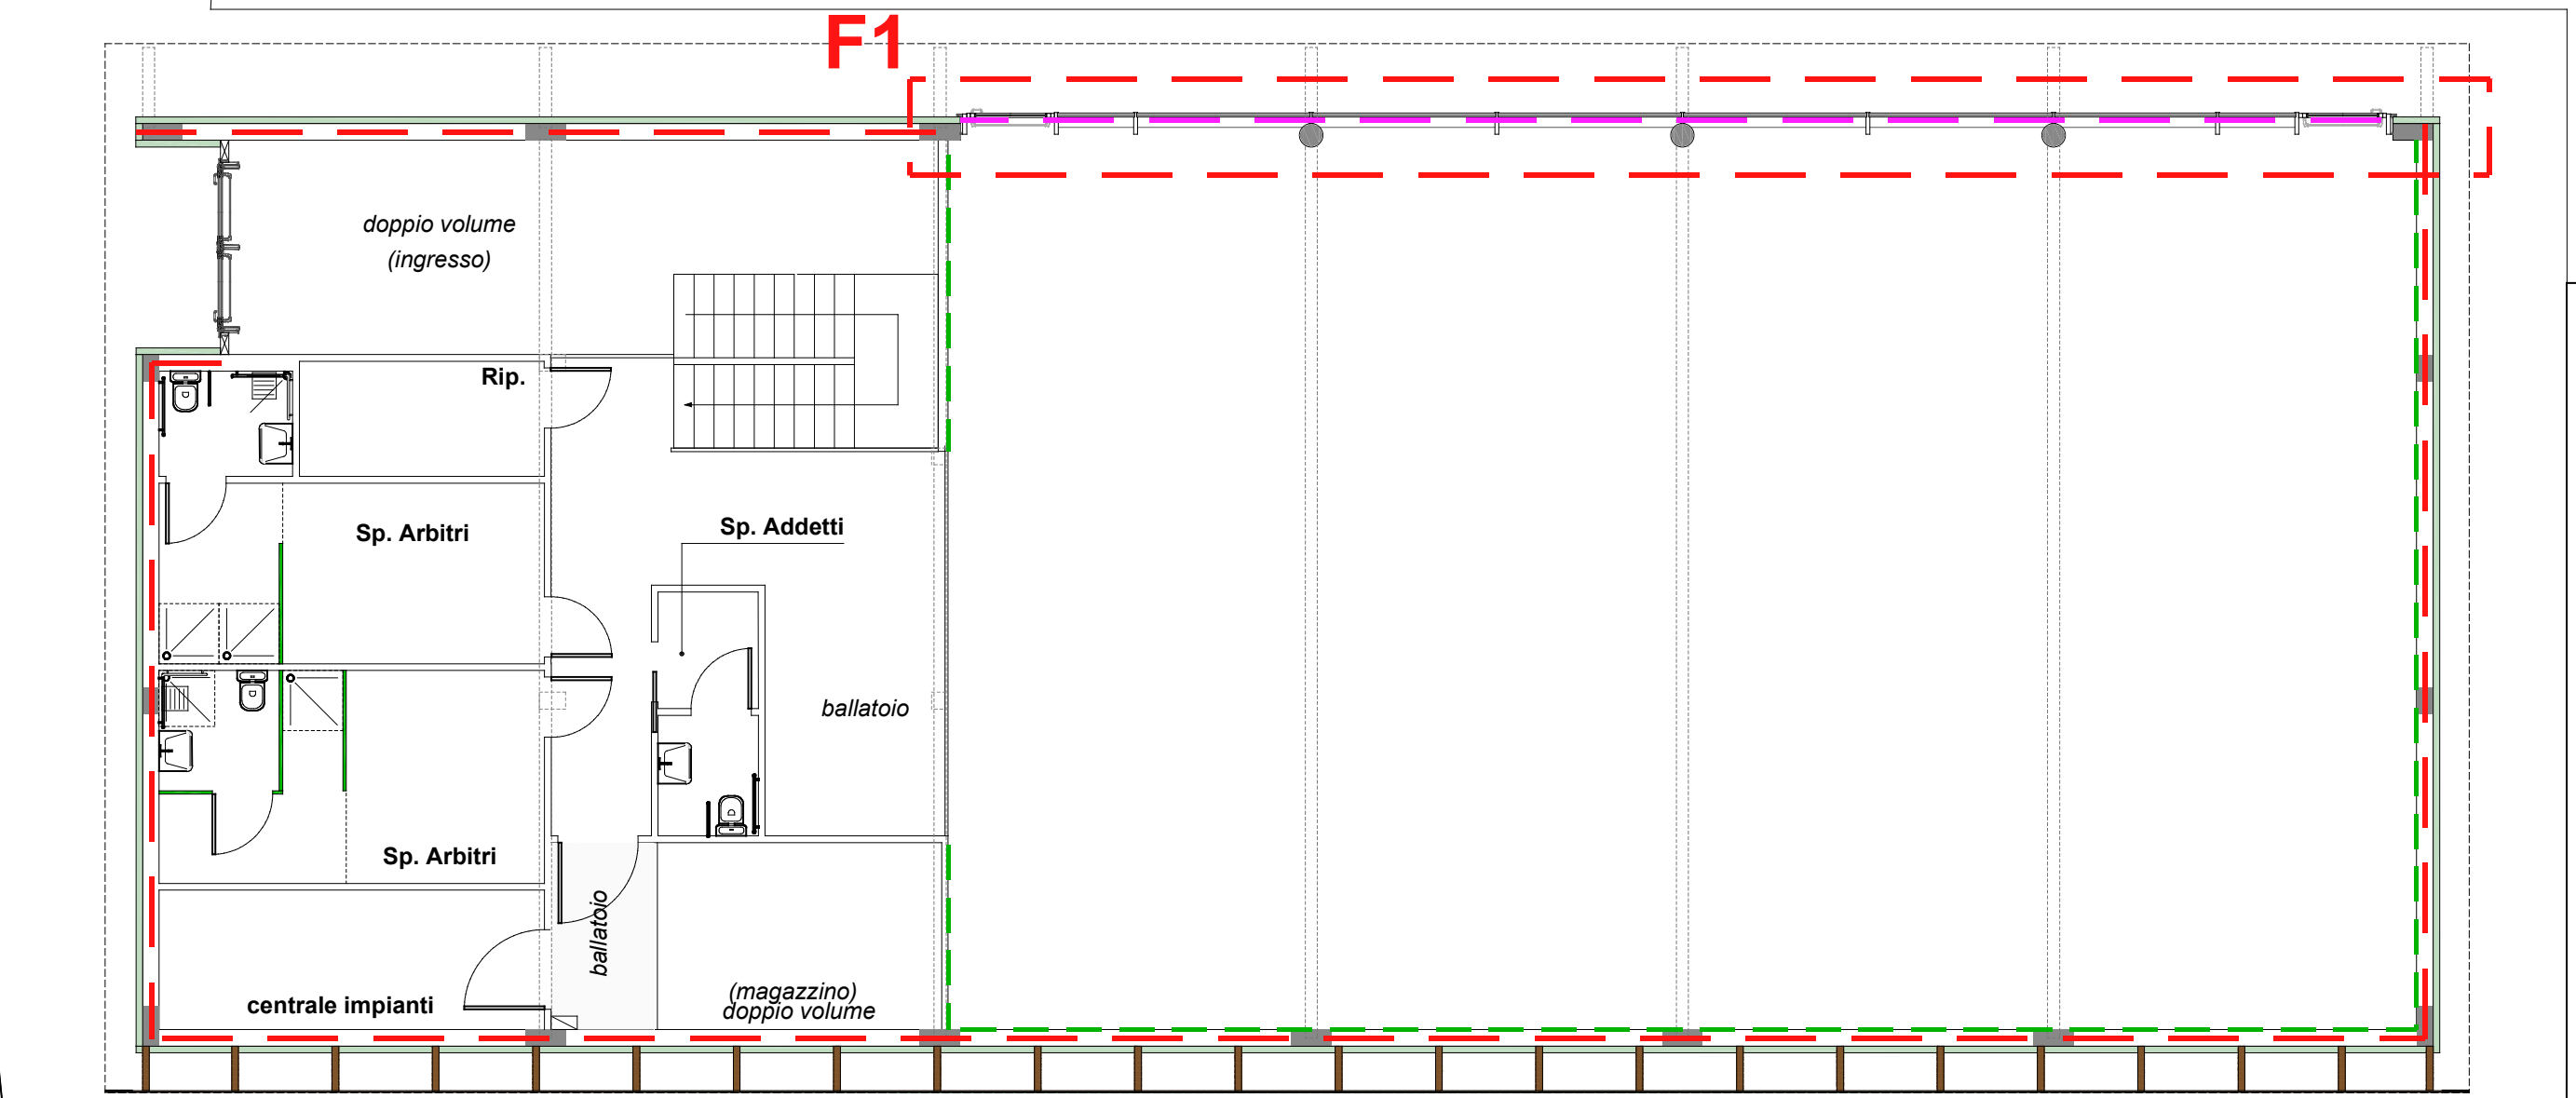 F1
doppio volume
(ingresso)
Rip.
Sp. Arbitri
Sp. Addetti
ballatoio
Sp. Arbitri
ballatoio
centrale impianti
(magazzino)
doppio volume